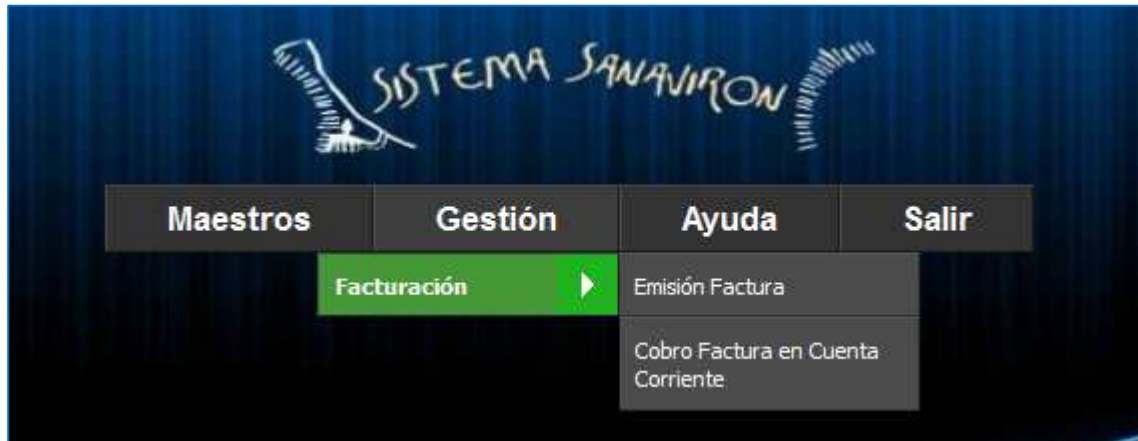 SISTEMA SANAVIRON
Maestros Gestión Ayuda Salir
Facturación Emisión Factura
Cobro Factura en Cuenta
Corriente